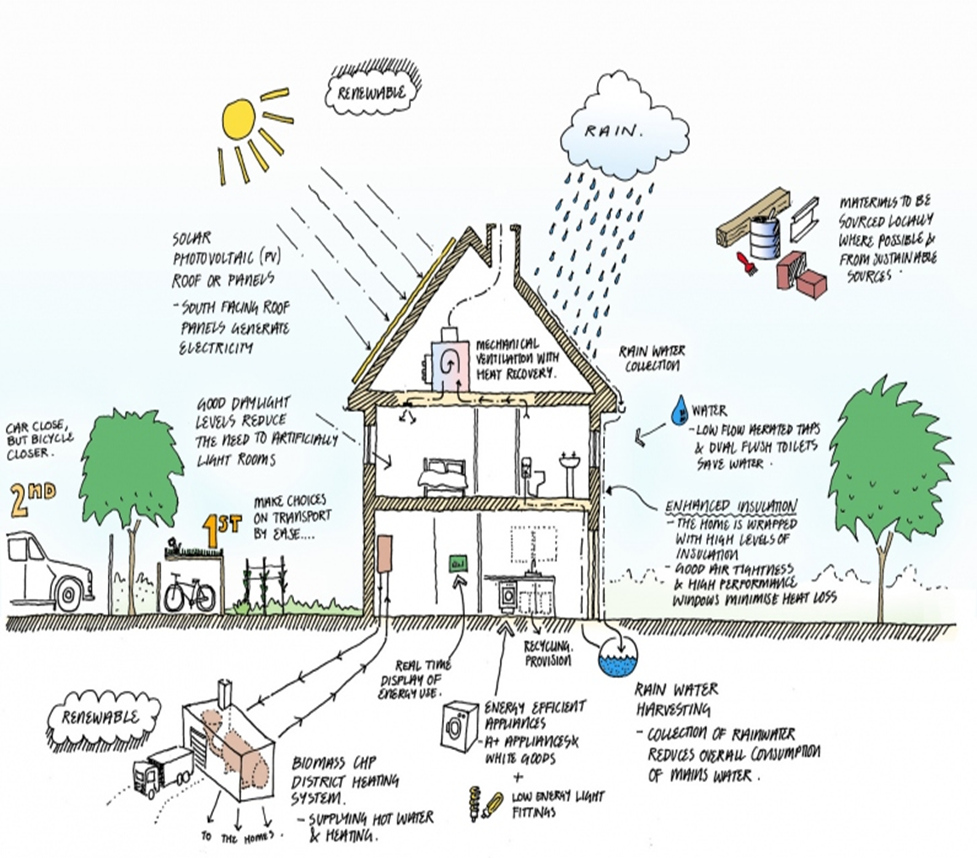 RENEWABLE
RAIN.
MATERIALS TO BE
SOURCED LOCALLY
WHERE POSSIBLE &
FROM SUSTAINABLE
SOURCES.
SOLAR
PHOTOVOLTAIC (PV)
ROOF OR PANELS
- SOUTH FACING ROOF
PANELS GENERATE
ELECTRICITY
MECHANICAL
VENTILATION WITH
HEAT RECOVERY.
RAIN WATER
COLLECTION
GOOD DAYLIGHT
LEVELS REDUCE
THE NEED TO ARTIFICIALLY
LIGHT ROOMS
WATER
- LOW FLOW AERATED TAPS
& DUAL FLUSH TOILETS
SAVE WATER.
CAR CLOSE,
BUT BICYCLE
CLOSER.
2ND
1ST
MAKE CHOICES
ON TRANSPORT
BY EASE....
ENHANCED INSULATION
- THE HOME IS WRAPPED
WITH HIGH LEVELS OF
INSULATION
- GOOD AIR TIGHTNESS
& HIGH PERFORMANCE
WINDOWS MINIMISE HEAT LOSS
REAL TIME
DISPLAY OF
ENERGY USE.
RECYCLING.
PROVISION
RENEWABLE
BIOMASS CHP
DISTRICT HEATING
SYSTEM.
- SUPPLYING HOT WATER
& HEATING.
TO THE HOMES.
ENERGY EFFICIENT
APPLIANCES
- A+ APPLIANCES &
WHITE GOODS
+
LOW ENERGY LIGHT
FITTINGS
RAIN WATER
HARVESTING
- COLLECTION OF RAINWATER
REDUCES OVERALL CONSUMPTION
OF MAINS WATER.